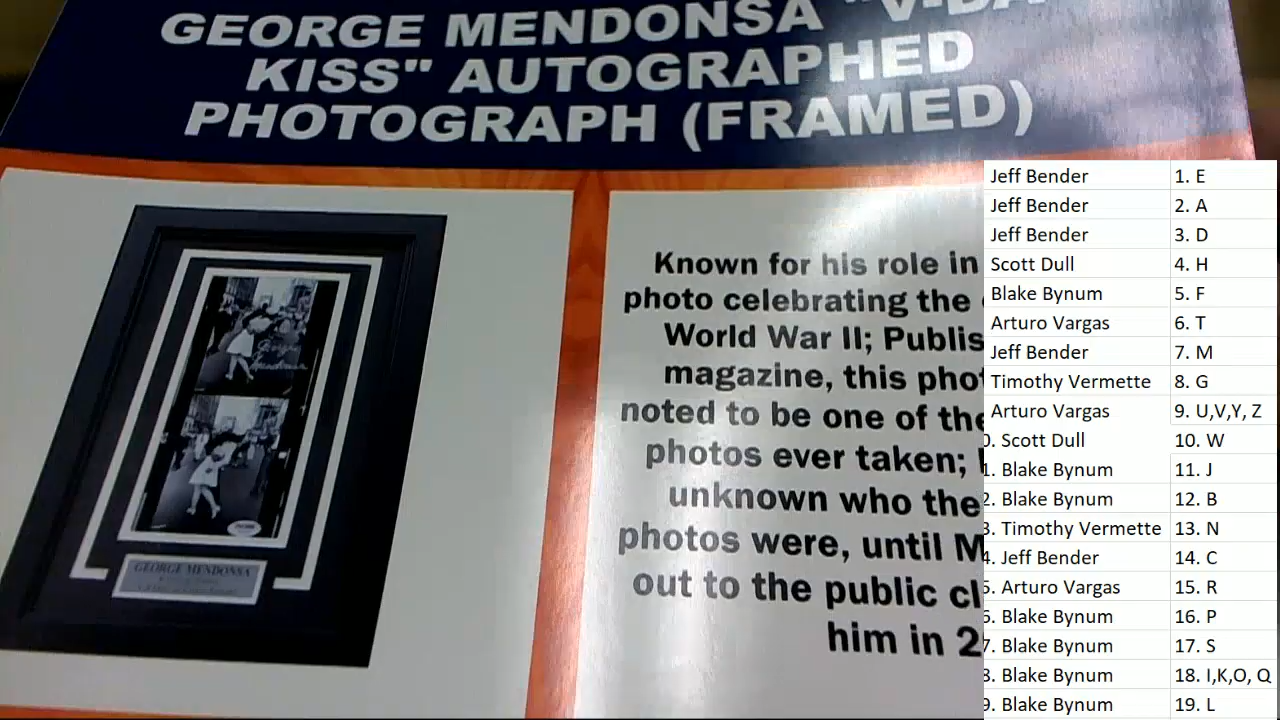 GEORGE MENDONSA "V-DA
KISS" AUTOGRAPHED
PHOTOGRAPH (FRAMED)
Known for his role in
photo celebrating the
World War II; Publis
magazine, this phot
noted to be one of the
photos ever taken;
unknown who the
photos were, until M
out to the public cl
him in 2
George
Mendonsa
GEORGE MENDONSA
Jeff Bender 1. E
Jeff Bender 2. A
Jeff Bender 3. D
Scott Dull 4. H
Blake Bynum 5. F
Arturo Vargas 6. T
Jeff Bender 7. M
Timothy Vermette 8. G
Arturo Vargas 9. U,V,Y, Z
0. Scott Dull 10. W
1. Blake Bynum 11. J
2. Blake Bynum 12. B
3. Timothy Vermette 13. N
4. Jeff Bender 14. C
5. Arturo Vargas 15. R
6. Blake Bynum 16. P
7. Blake Bynum 17. S
8. Blake Bynum 18. I,K,O, Q
9. Blake Bynum 19. L